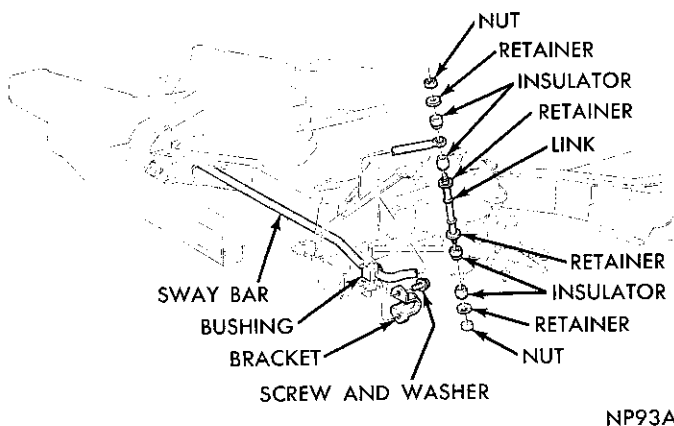 NUT
RETAINER
INSULATOR
RETAINER
LINK
RETAINER
INSULATOR
RETAINER
NUT
SWAY BAR
BUSHING
BRACKET
SCREW AND WASHER
NP93A